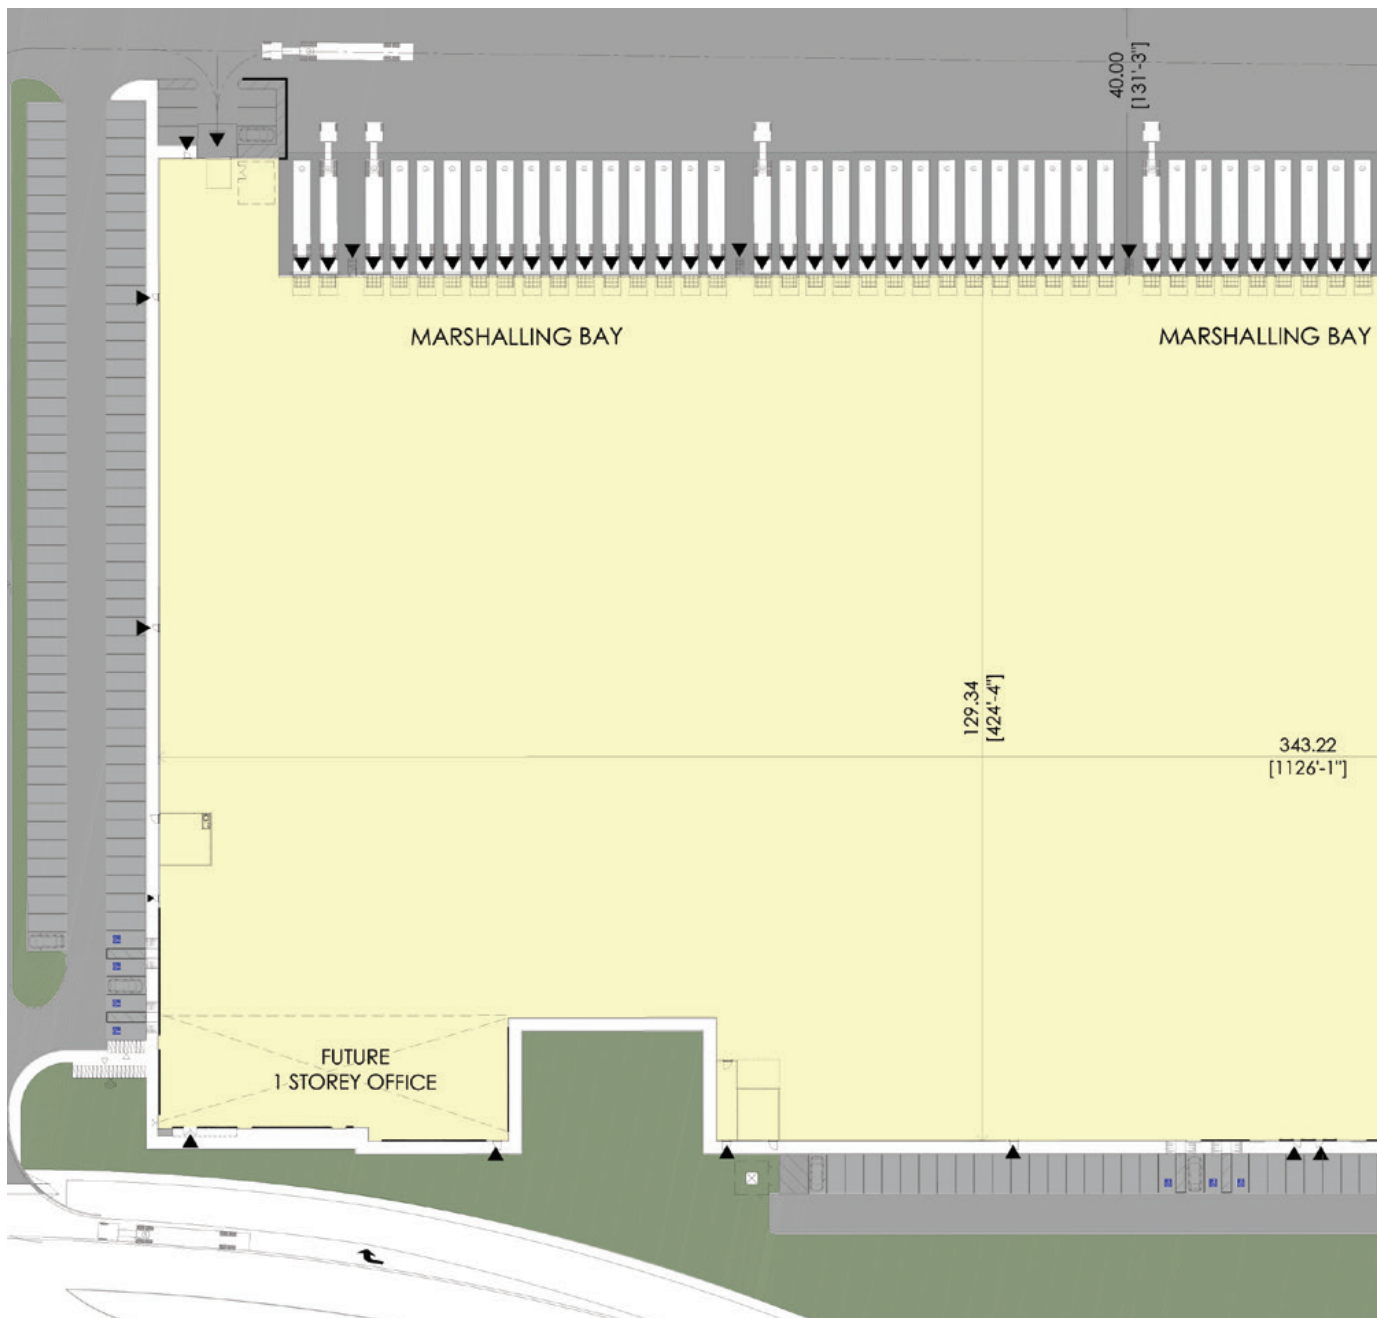 40.00
[131'-3"]
MARSHALLING BAY
MARSHALLING BAY
129.34
[424'-4"]
343.22
[1126'-1"]
FUTURE
1 STOREY OFFICE